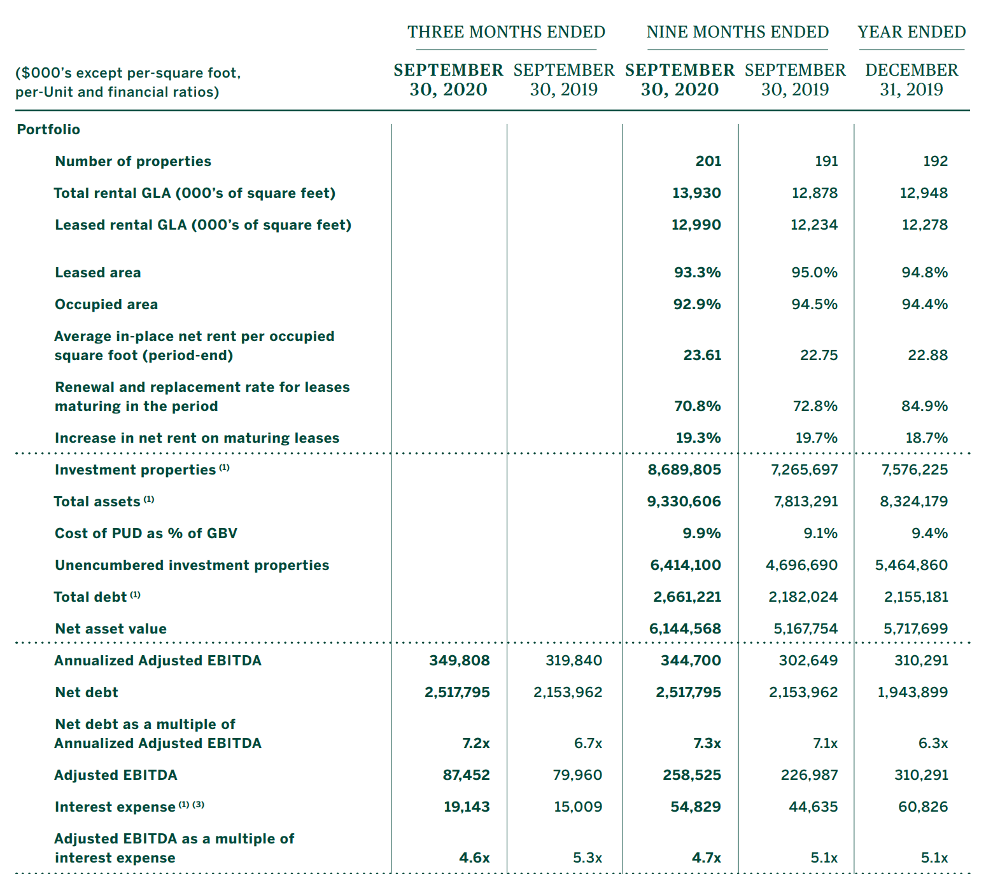 THREE MONTHS ENDED NINE MONTHS ENDED YEAR ENDED
($000’s except per-square foot, SEPTEMBER SEPTEMBER SEPTEMBER SEPTEMBER DECEMBER
per-Unit and financial ratios) 30, 2020 30, 2019 30, 2020 30, 2019 31, 2019
Portfolio
Number of properties 201 191 192
Total rental GLA (000’s of square feet) 13,930 12,878 12,948
Leased rental GLA (000’s of square feet) 12,990 12,234 12,278
Leased area 93.3% 95.0% 94.8%
Occupied area 92.9% 94.5% 94.4%
Average in-place net rent per occupied
square foot (period-end) 23.61 22.75 22.88
Renewal and replacement rate for leases
maturing in the period 70.8% 72.8% 84.9%
Increase in net rent on maturing leases 19.3% 19.7% 18.7%
Investment properties (1) 8,689,805 7,265,697 7,576,225
Total assets (1) 9,330,606 7,813,291 8,324,179
Cost of PUD as % of GBV 9.9% 9.1% 9.4%
Unencumbered investment properties 6,414,100 4,696,690 5,464,860
Total debt (1) 2,661,221 2,182,024 2,155,181
Net asset value 6,144,568 5,167,754 5,717,699
Annualized Adjusted EBITDA 349,808 319,840 344,700 302,649 310,291
Net debt 2,517,795 2,153,962 2,517,795 2,153,962 1,943,899
Net debt as a multiple of
Annualized Adjusted EBITDA 7.2x 6.7x 7.3x 7.1x 6.3x
Adjusted EBITDA 87,452 79,960 258,525 226,987 310,291
Interest expense (1) (3) 19,143 15,009 54,829 44,635 60,826
Adjusted EBITDA as a multiple of
interest expense 4.6x 5.3x 4.7x 5.1x 5.1x